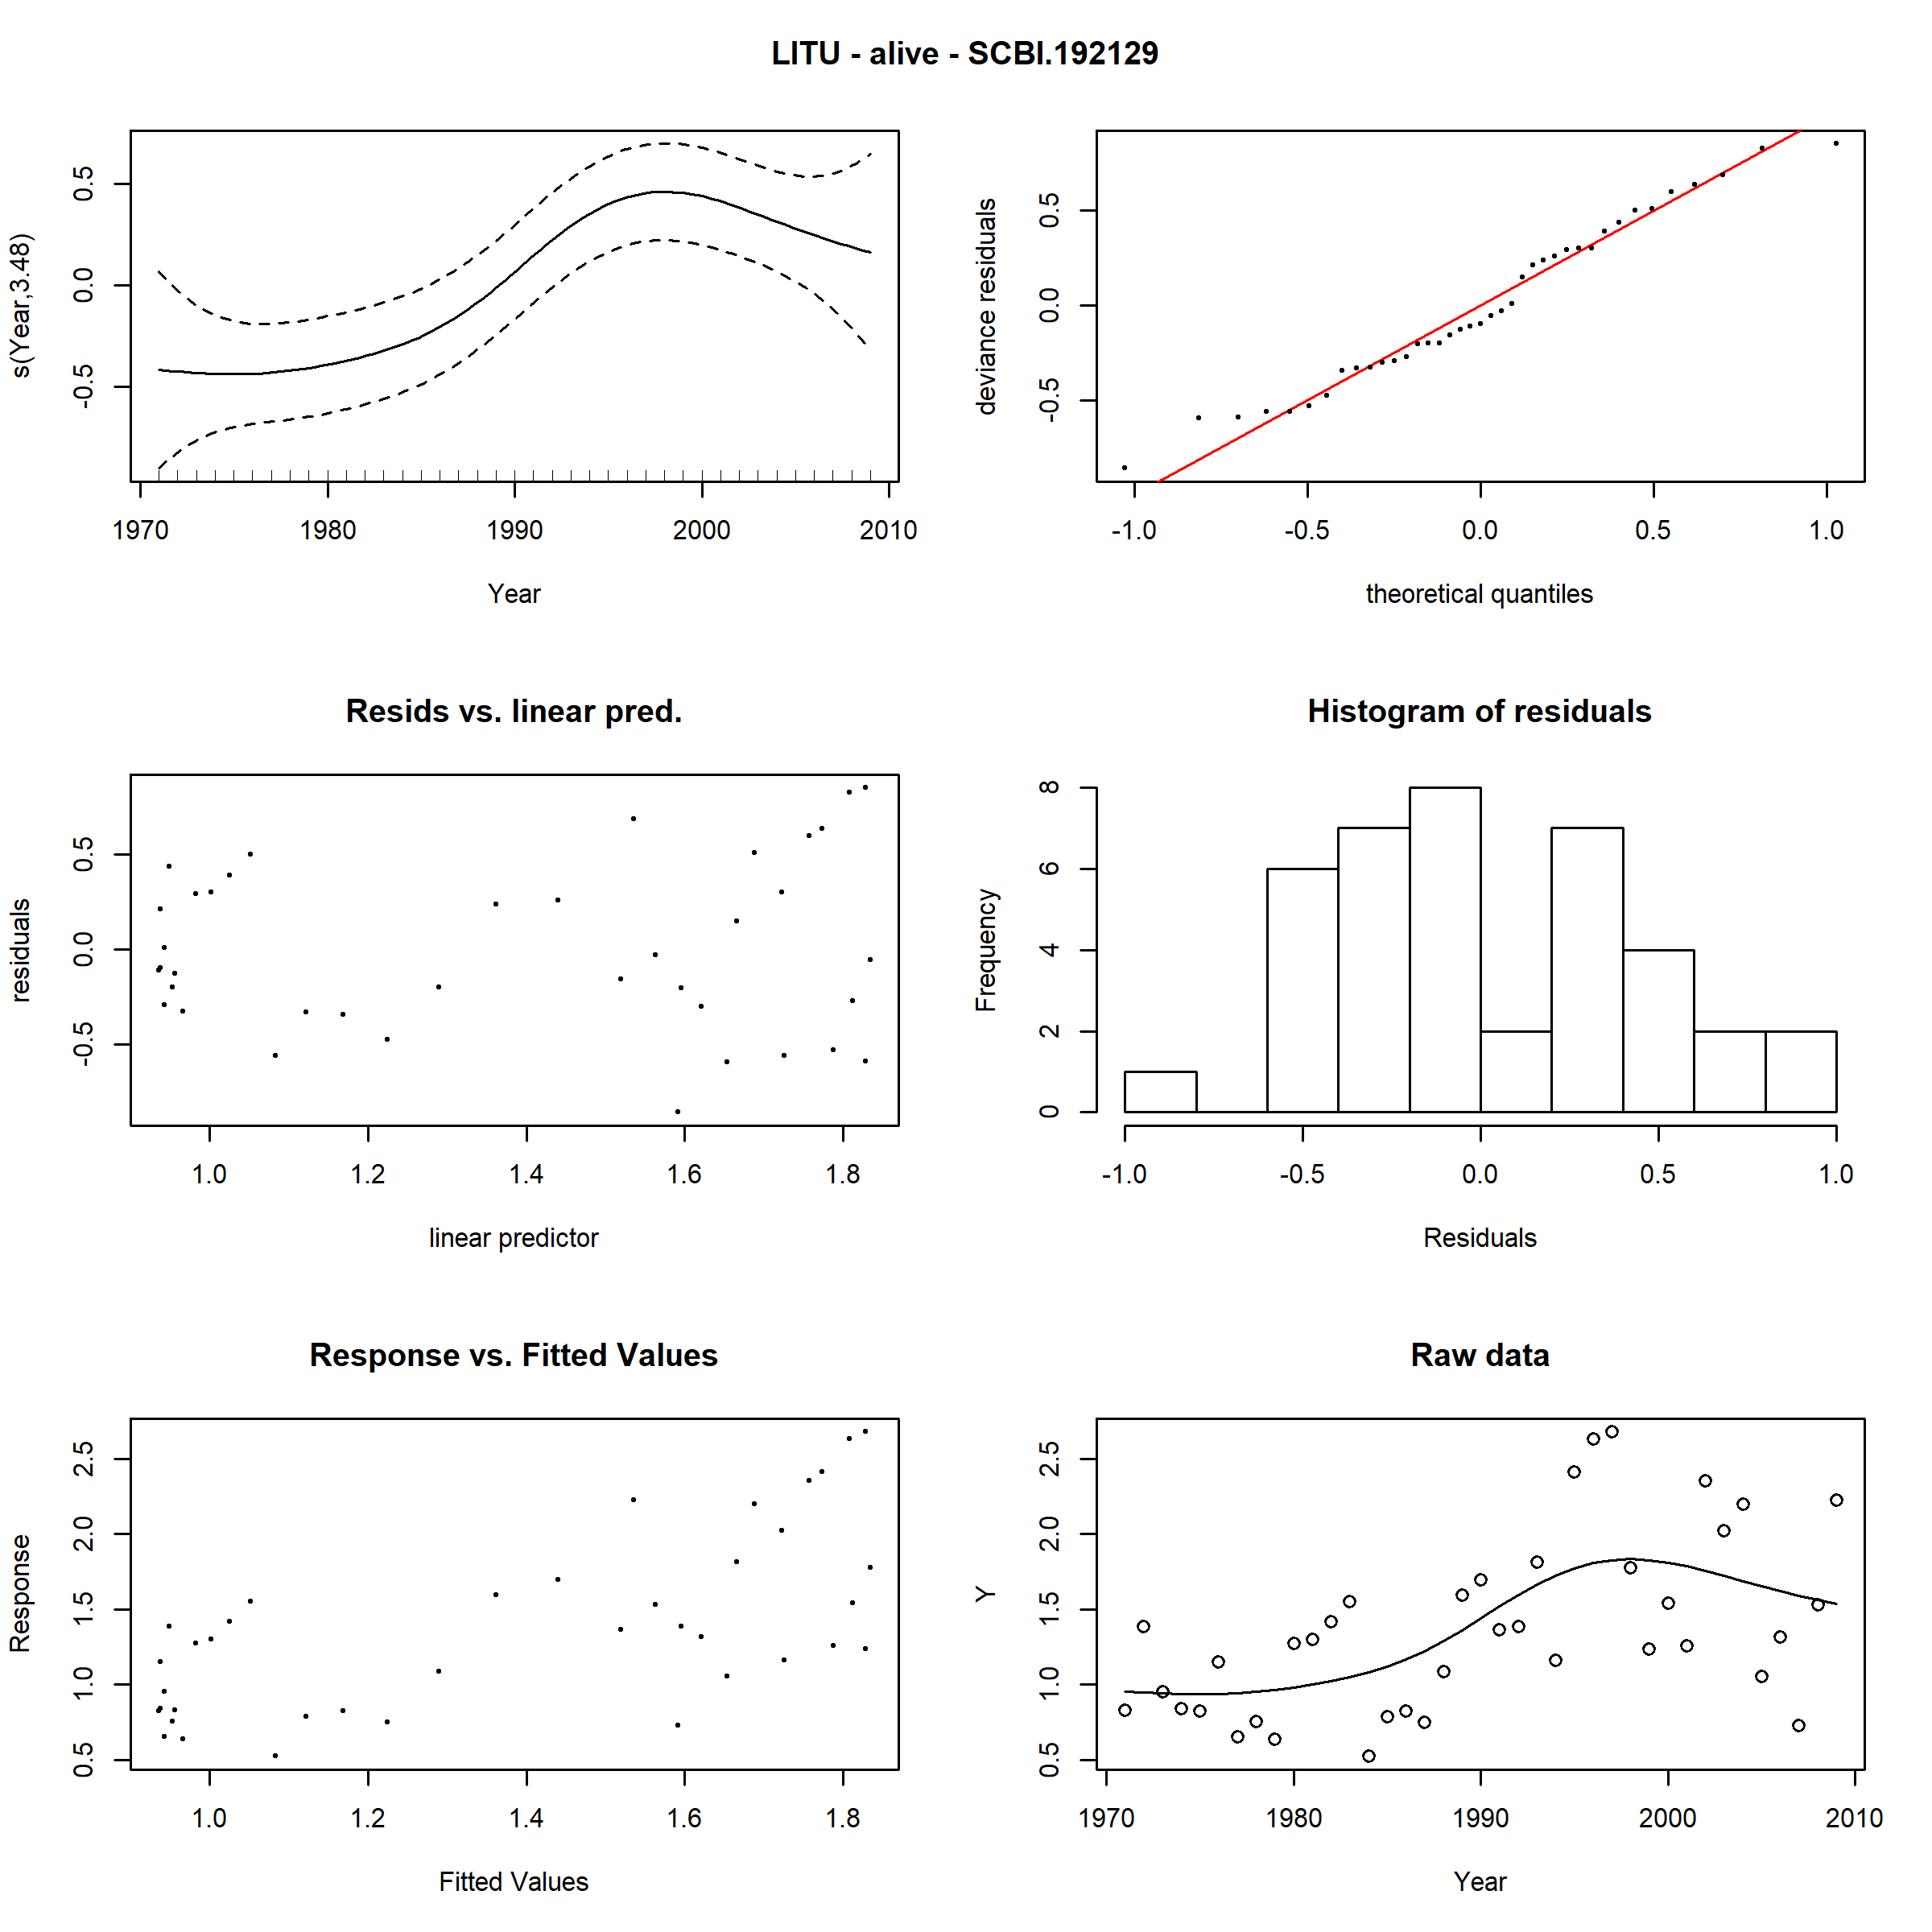 LITU - alive - SCBI.192129
s(Year,3.48)
0.5
0.0
-0.5
1970 1980 1990 2000 2010
Year
deviance residuals
0.5
0.0
-0.5
-1.0 -0.5 0.0 0.5 1.0
theoretical quantiles
Resids vs. linear pred.
residuals
0.5
0.0
-0.5
1.0 1.2 1.4 1.6 1.8
linear predictor
Histogram of residuals
Frequency
8
6
4
2
0
-1.0 -0.5 0.0 0.5 1.0
Residuals
Response vs. Fitted Values
Response
2.5
2.0
1.5
1.0
0.5
1.0 1.2 1.4 1.6 1.8
Fitted Values
Raw data
Y
2.5
2.0
1.5
1.0
0.5
1970 1980 1990 2000 2010
Year